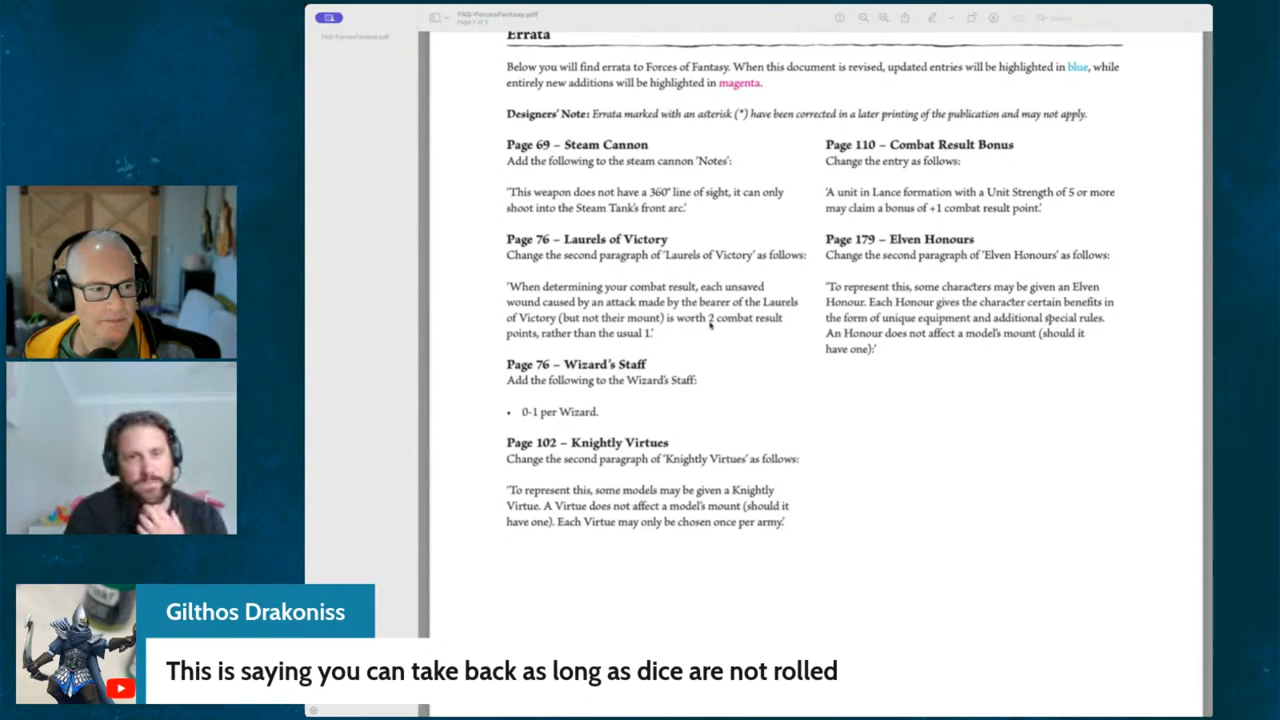 FAQ-ForcesFantasy.pdf
Page 1 of 3
Search
FAQ-ForcesFantasy.pdf
Errata
Below you will find errata to Forces of Fantasy. When this document is revised, updated entries will be highlighted in blue, while
entirely new additions will be highlighted in magenta.
Designers' Note: Errata marked with an asterisk (*) have been corrected in a later printing of the publication and may not apply.
Page 69 – Steam Cannon
Add the following to the steam cannon 'Notes':
'This weapon does not have a 360° line of sight, it can only
shoot into the Steam Tank's front arc.'
Page 76 – Laurels of Victory
Change the second paragraph of 'Laurels of Victory' as follows:
'When determining your combat result, each unsaved
wound caused by an attack made by the bearer of the Laurels
of Victory (but not their mount) is worth 2 combat result
points, rather than the usual 1.'
Page 76 – Wizard's Staff
Add the following to the Wizard's Staff:
• 0-1 per Wizard.
Page 102 – Knightly Virtues
Change the second paragraph of 'Knightly Virtues' as follows:
'To represent this, some models may be given a Knightly
Virtue. A Virtue does not affect a model's mount (should it
have one). Each Virtue may only be chosen once per army.'
Page 110 – Combat Result Bonus
Change the entry as follows:
'A unit in Lance formation with a Unit Strength of 5 or more
may claim a bonus of +1 combat result point.'
Page 179 – Elven Honours
Change the second paragraph of 'Elven Honours' as follows:
'To represent this, some characters may be given an Elven
Honour. Each Honour gives the character certain benefits in
the form of unique equipment and additional special rules.
An Honour does not affect a model's mount (should it
have one):'
Gilthos Drakoniss
This is saying you can take back as long as dice are not rolled